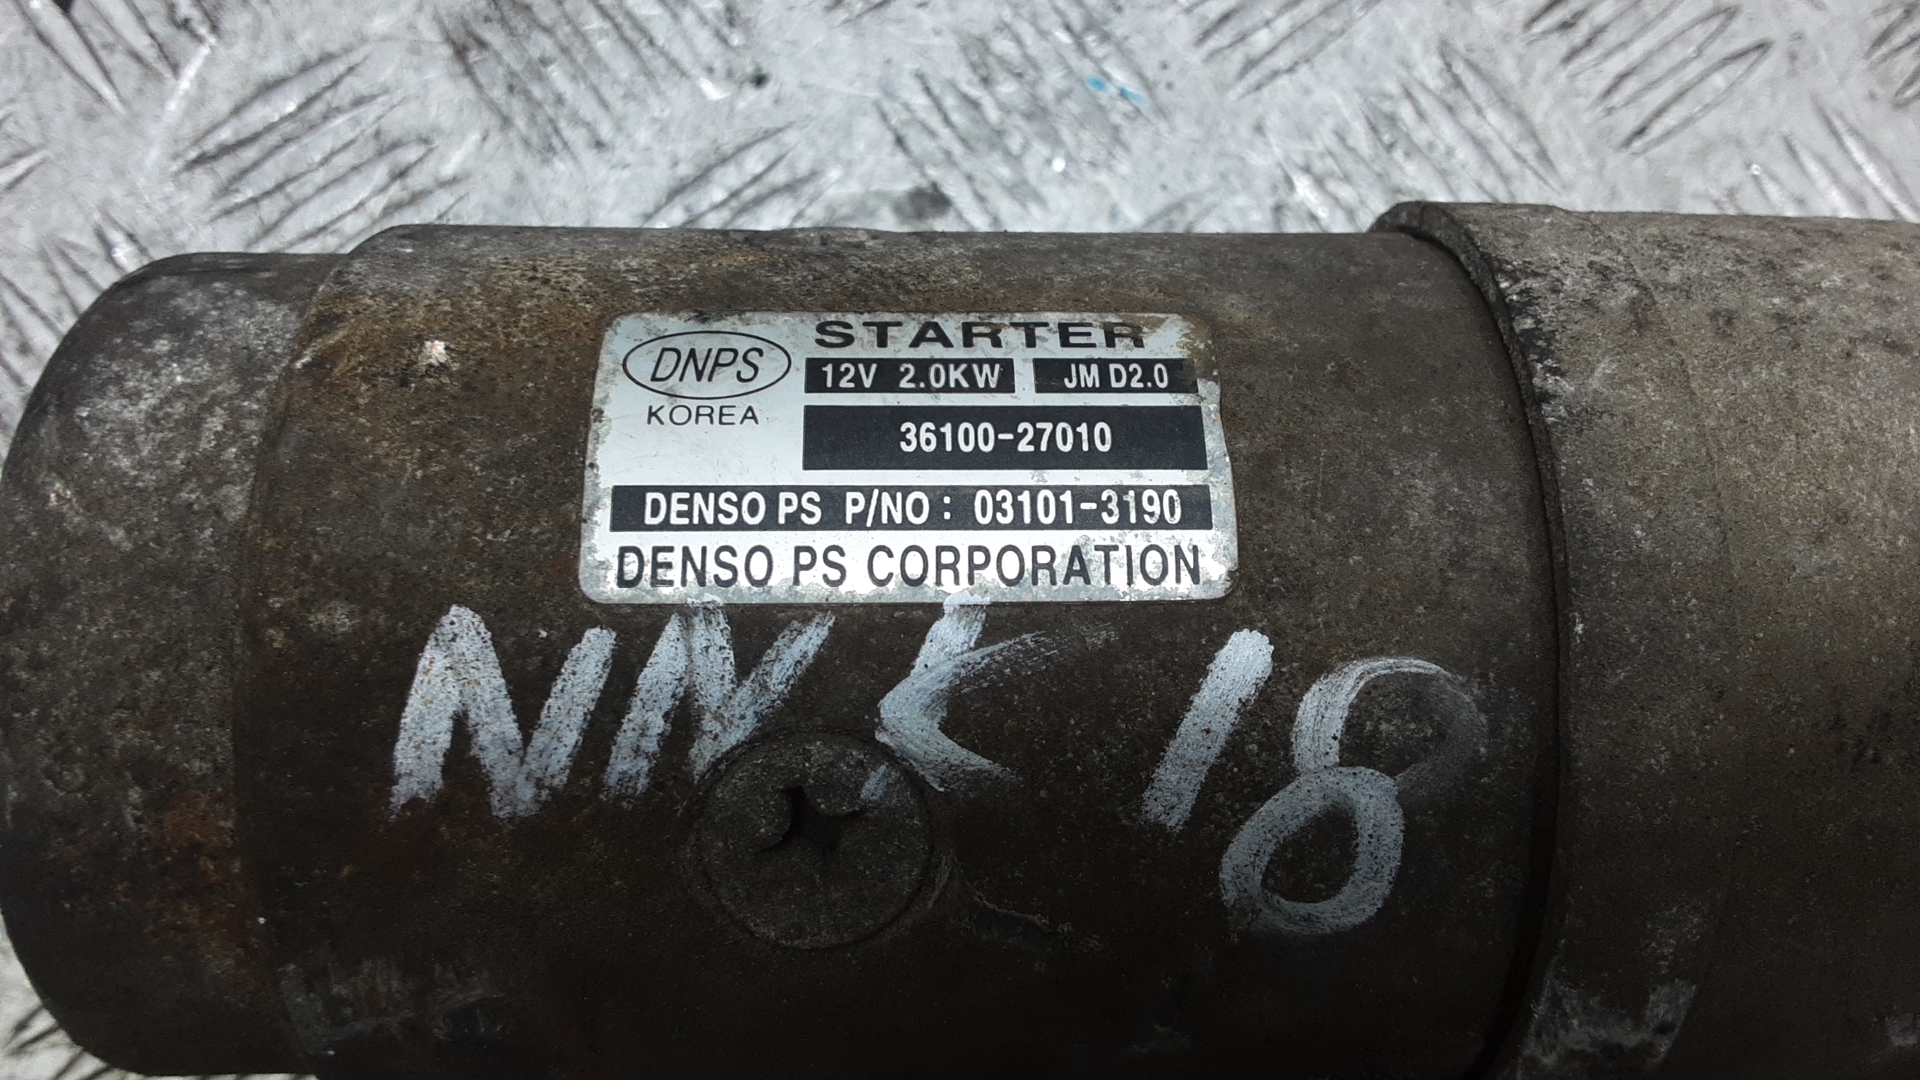 STARTER
DNPS
12V 2.0KW JM D2.0
KOREA
36100-27010
DENSO PS P/NO: 03101-3190
DENSO PS CORPORATION
NNK 18